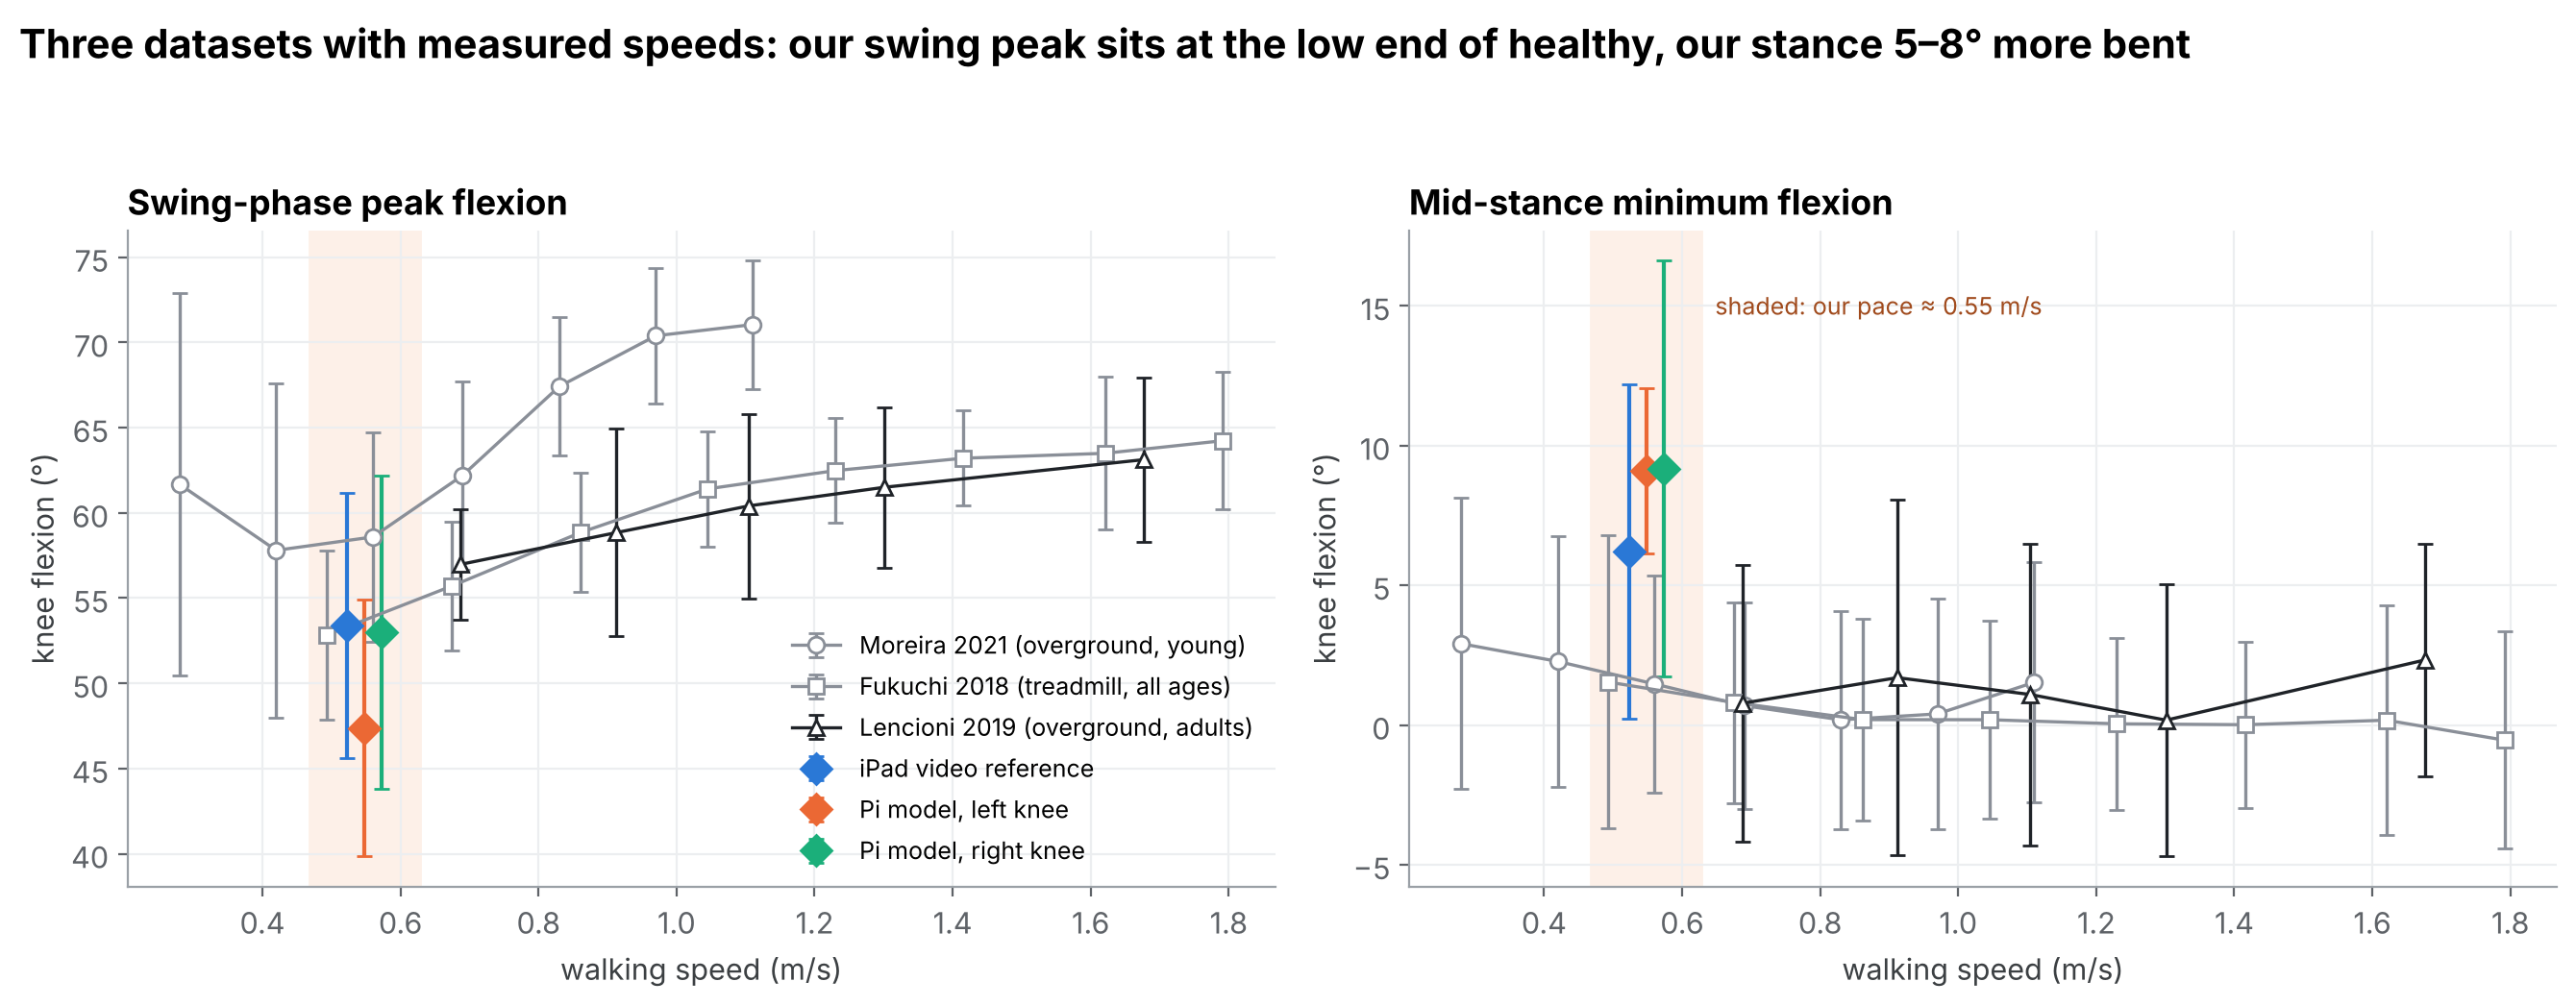 Three datasets with measured speeds: our swing peak sits at the low end of healthy, our stance 5–8° more bent
Swing-phase peak flexion
75
70
65
60
55
50
45
40
knee flexion (°)
Moreira 2021 (overground, young)
Fukuchi 2018 (treadmill, all ages)
Lencioni 2019 (overground, adults)
iPad video reference
Pi model, left knee
Pi model, right knee
0.4 0.6 0.8 1.0 1.2 1.4 1.6 1.8
walking speed (m/s)
Mid-stance minimum flexion
shaded: our pace ≈ 0.55 m/s
15
10
5
0
−5
knee flexion (°)
0.4 0.6 0.8 1.0 1.2 1.4 1.6 1.8
walking speed (m/s)